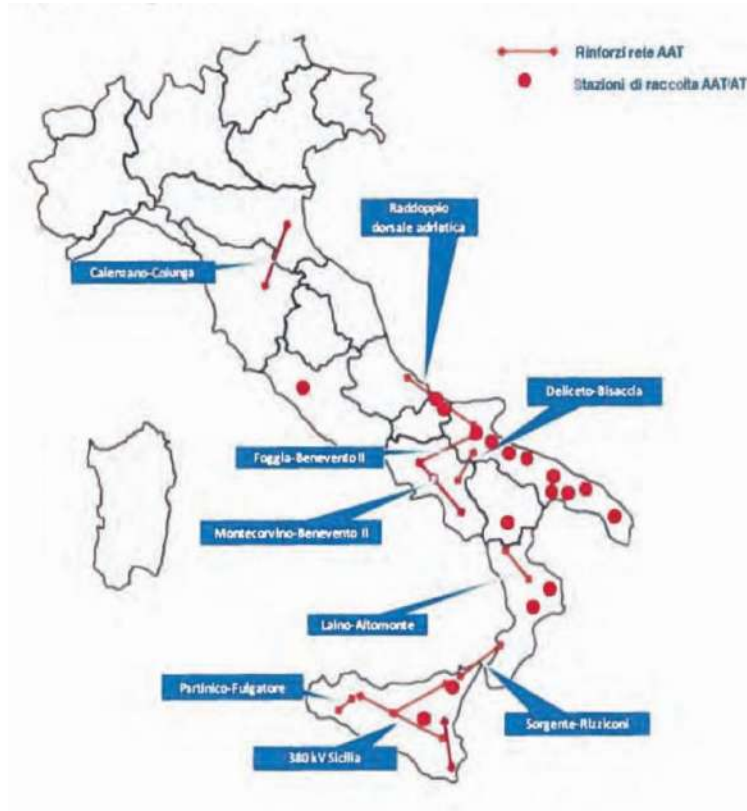 Rinforzi rete AAT
Stazioni di raccolta AAT/AT
Raddoppio
dorsale adriatica
Calenzano-Colunga
Deliceto-Bisaccia
Foggia-Benevento II
Montecorvino-Benevento II
Laino-Altomonte
Partinico-Fulgatore
Sorgente-Rizziconi
380 kV Sicilia